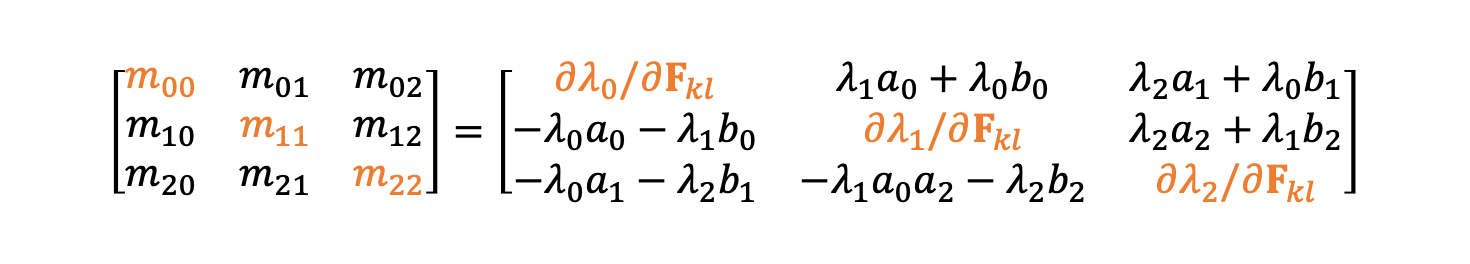 [m₀₀ m₀₁ m₀₂] = [∂λ₀/∂𝐅ₖₗ λ₁a₀ + λ₀b₀ λ₂a₁ + λ₀b₁]
[m₁₀ m₁₁ m₁₂] = [−λ₀a₀ − λ₁b₀ ∂λ₁/∂𝐅ₖₗ λ₂a₂ + λ₁b₂]
[m₂₀ m₂₁ m₂₂] = [−λ₀a₁ − λ₂b₁ −λ₁a₀a₂ − λ₂b₂ ∂λ₂/∂𝐅ₖₗ]